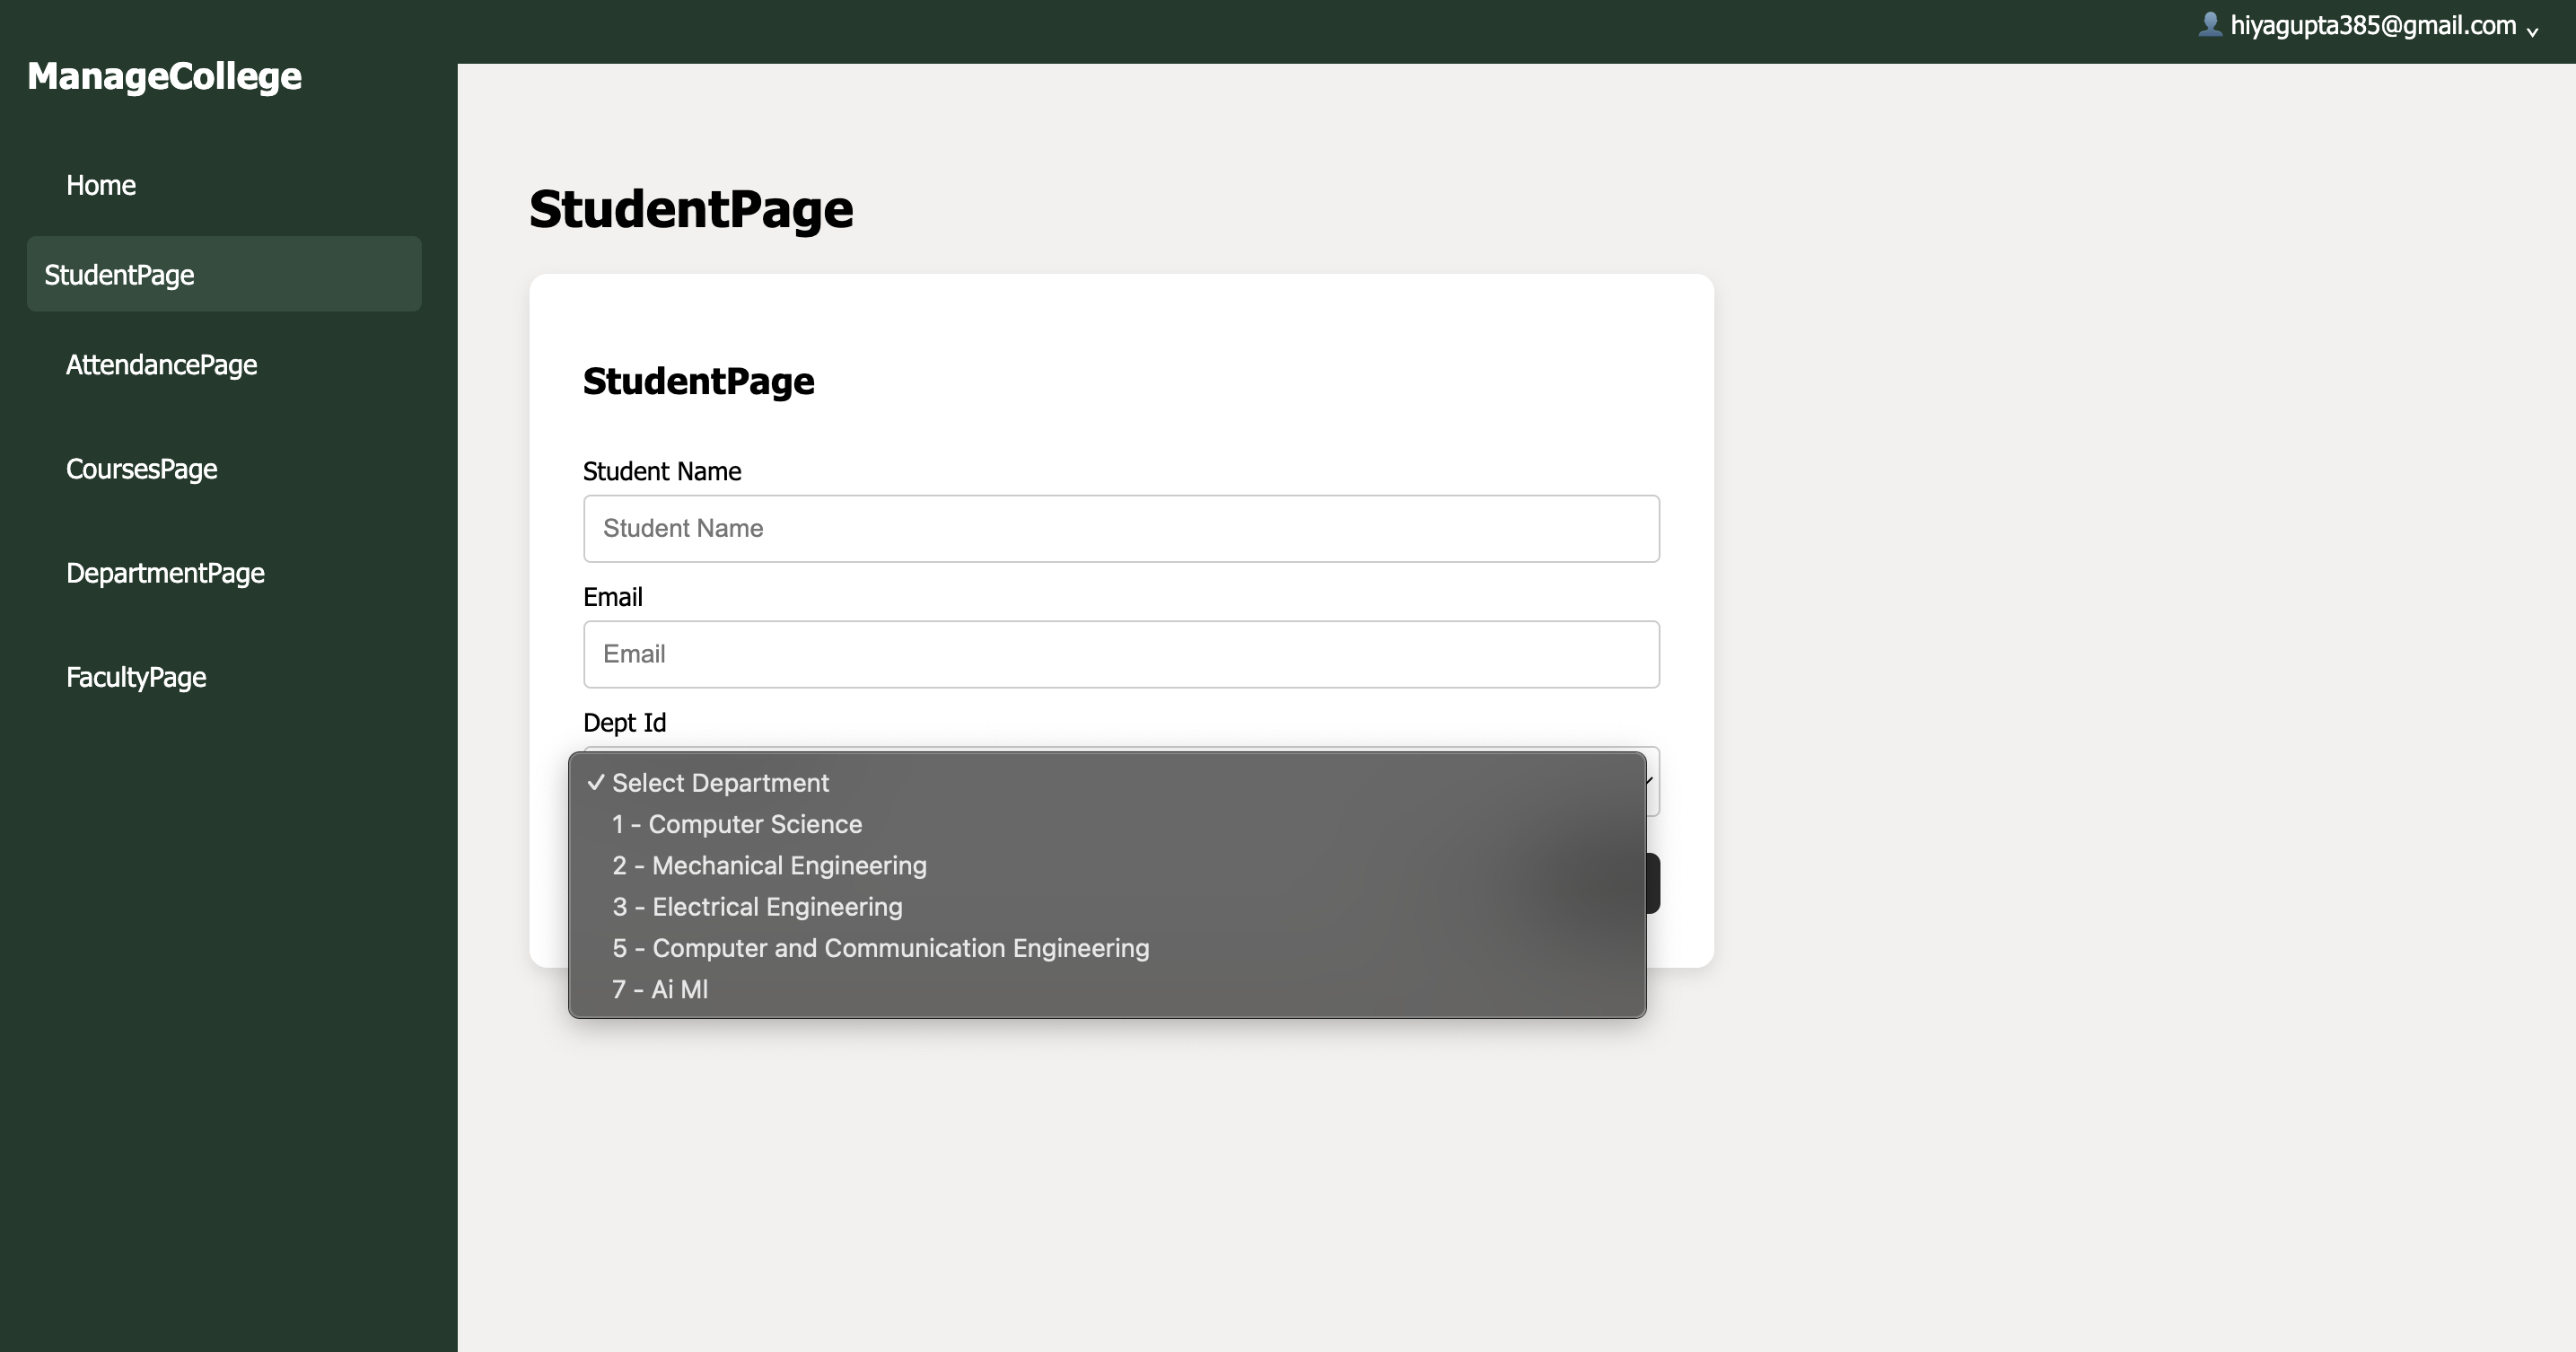 hiyagupta385@gmail.com
ManageCollege
Home
StudentPage
AttendancePage
CoursesPage
DepartmentPage
FacultyPage
StudentPage
StudentPage
Student Name
Student Name
Email
Email
Dept Id
✓ Select Department
1 - Computer Science
2 - Mechanical Engineering
3 - Electrical Engineering
5 - Computer and Communication Engineering
7 - Ai Ml